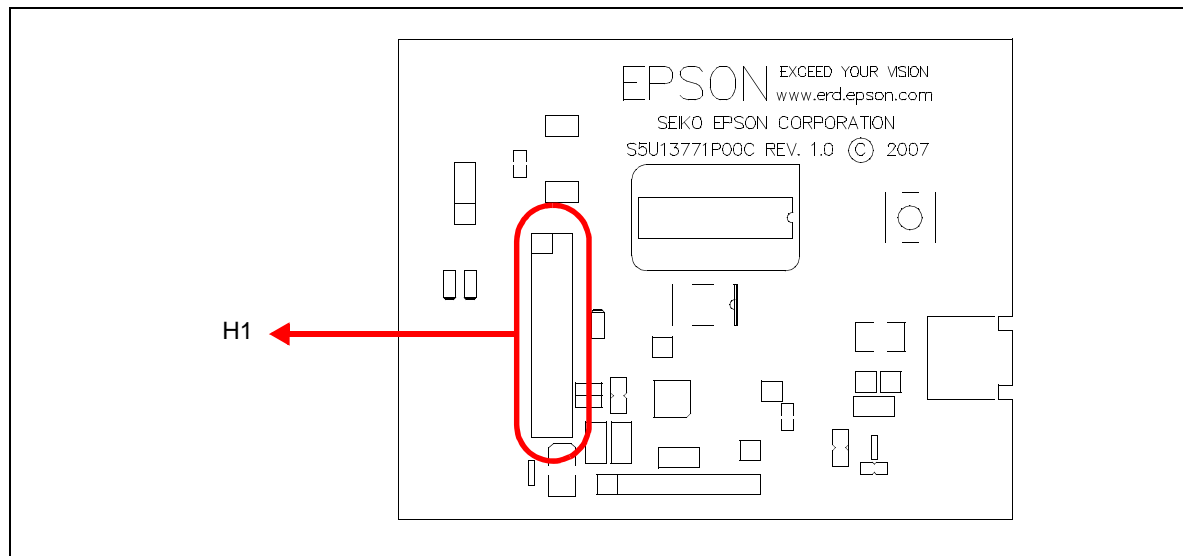 EPSON EXCEED YOUR VISION
www.erd.epson.com
SEIKO EPSON CORPORATION
S5U13771P00C REV. 1.0 © 2007
H1